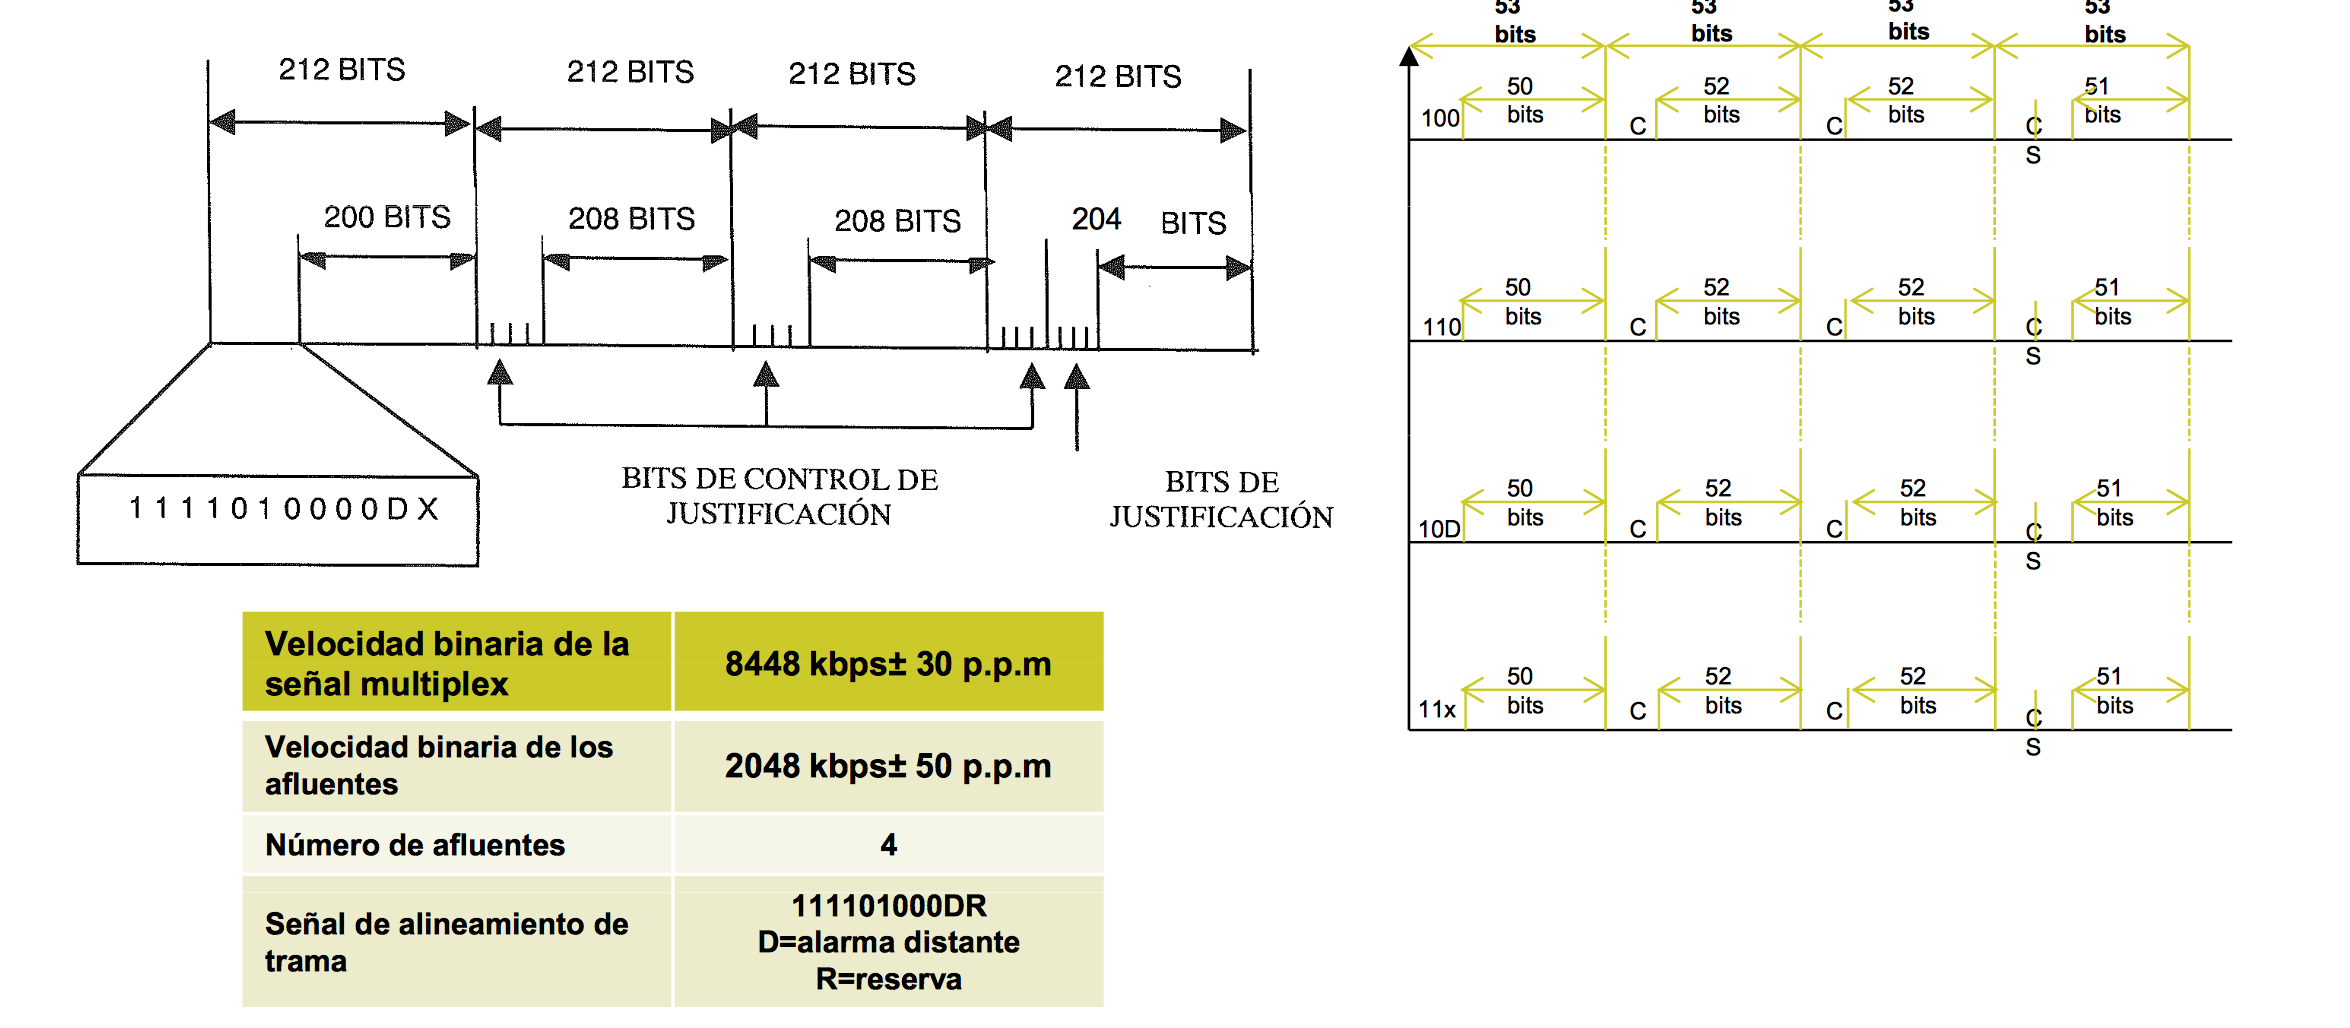 212 BITS
212 BITS
212 BITS
212 BITS
200 BITS
208 BITS
208 BITS
204 BITS
1 1 1 1 0 1 0 0 0 0 D X
BITS DE CONTROL DE
JUSTIFICACIÓN
BITS DE
JUSTIFICACIÓN
Velocidad binaria de la
señal multiplex
8448 kbps± 30 p.p.m
Velocidad binaria de los
afluentes
2048 kbps± 50 p.p.m
Número de afluentes
4
Señal de alineamiento de
trama
111101000DR
D=alarma distante
R=reserva
53
bits
53
bits
53
bits
53
bits
100
50
bits
C
52
bits
C
52
bits
C
S
51
bits
110
50
bits
C
52
bits
C
52
bits
C
S
51
bits
10D
50
bits
C
52
bits
C
52
bits
C
S
51
bits
11x
50
bits
C
52
bits
C
52
bits
C
S
51
bits